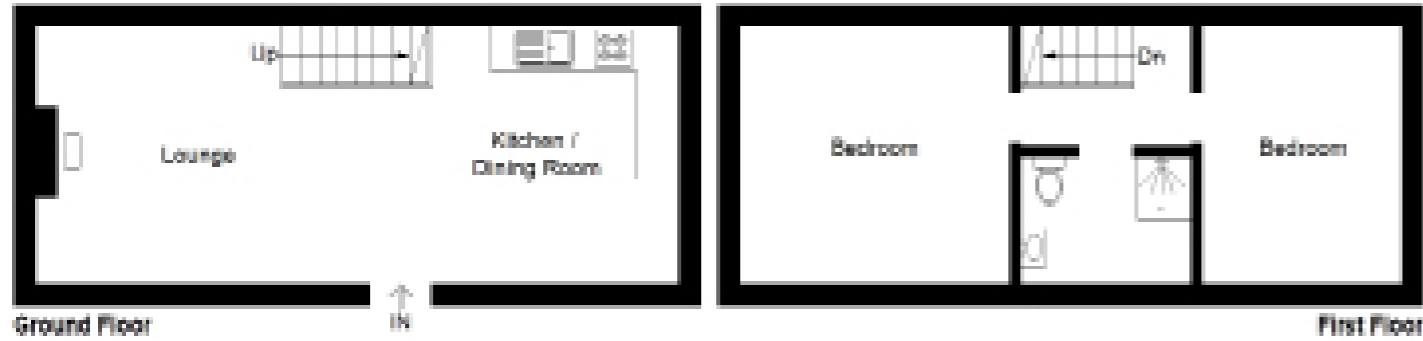 Up
Lounge
Kitchen /
Dining Room
IN
Ground Floor
Dn
Bedroom
Bedroom
First Floor